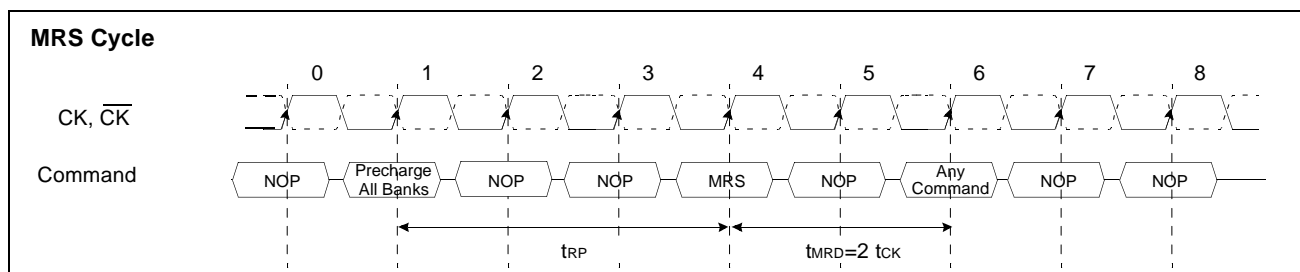 MRS Cycle
0 1 2 3 4 5 6 7 8
CK, C̅K̅
Command
NOP
Precharge
All Banks
NOP
NOP
MRS
NOP
Any
Command
NOP
NOP
tRP
tMRD=2 tCK